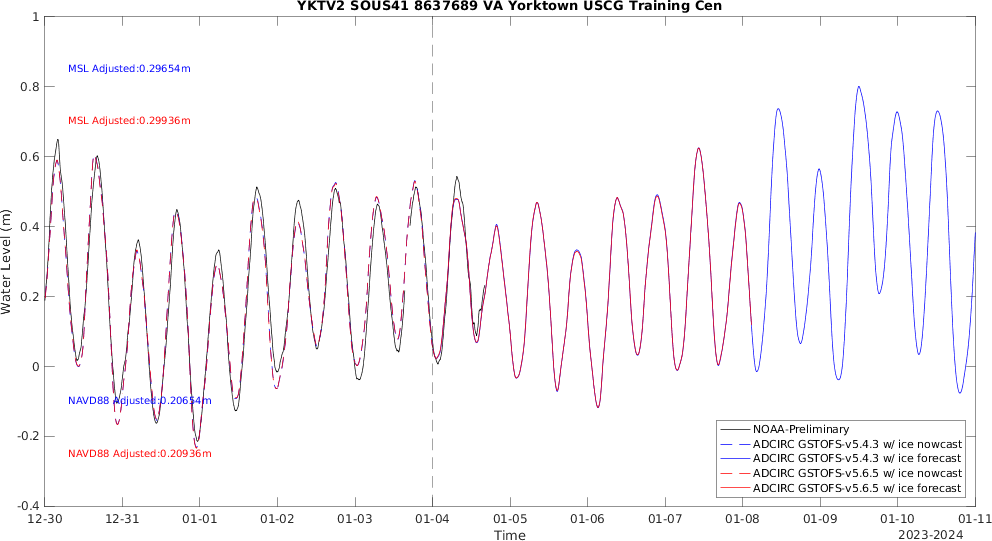 YKTV2 SOUS41 8637689 VA Yorktown USCG Training Cen
1
0.8
0.6
0.4
0.2
0
-0.2
-0.4
Water Level (m)
MSL Adjusted:0.29654m
MSL Adjusted:0.29936m
NAVD88 Adjusted:0.20654m
NAVD88 Adjusted:0.20936m
NOAA-Preliminary
ADCIRC GSTOFS-v5.4.3 w/ ice nowcast
ADCIRC GSTOFS-v5.4.3 w/ ice forecast
ADCIRC GSTOFS-v5.6.5 w/ ice nowcast
ADCIRC GSTOFS-v5.6.5 w/ ice forecast
12-30 12-31 01-01 01-02 01-03 01-04 01-05 01-06 01-07 01-08 01-09 01-10 01-11
Time
2023-2024